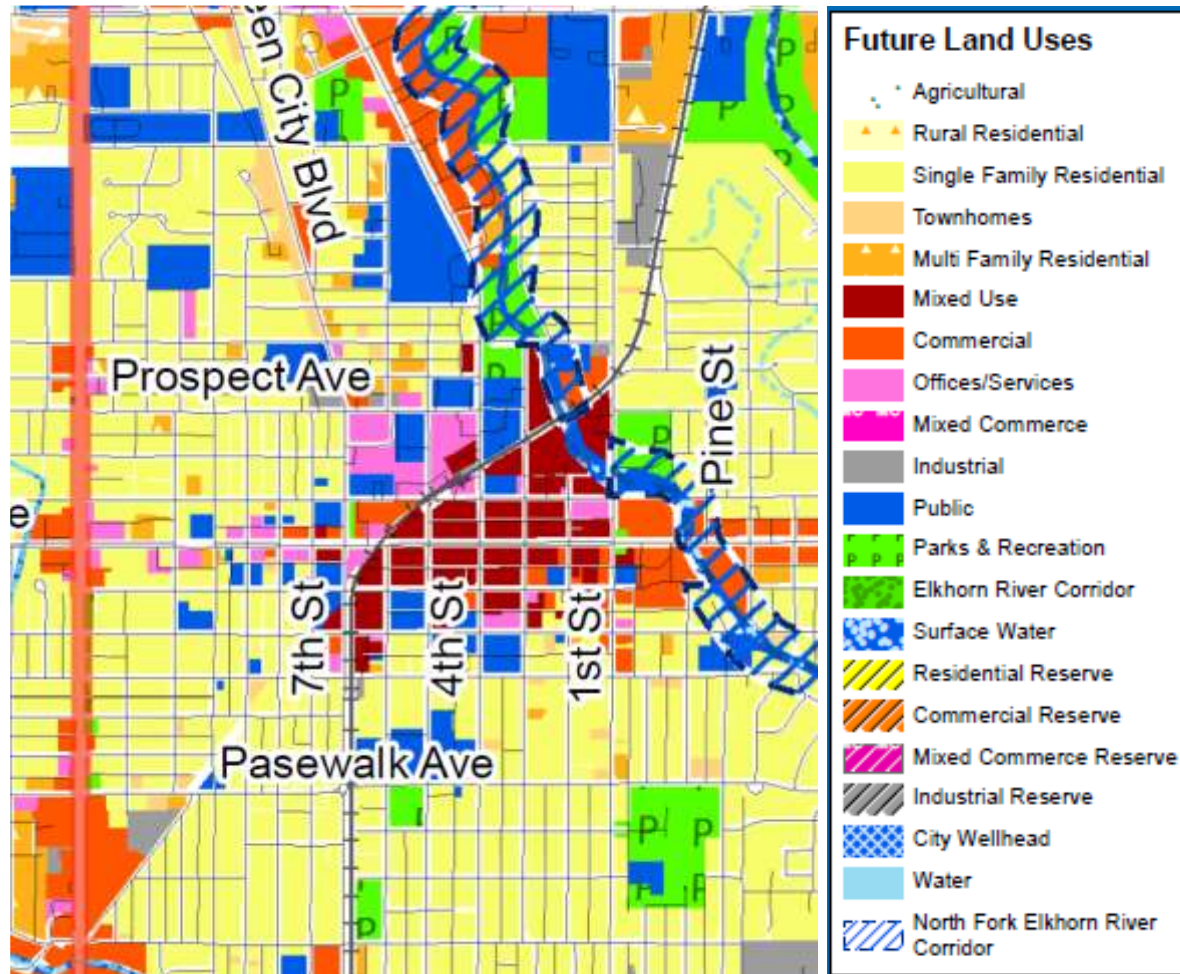 een City Blvd
P
P
P
P
P
P
Prospect Ave
P
Pine St
P
e
7th St
4th St
1st St
Pasewalk Ave
P
P
P
P
P
Future Land Uses
Agricultural
Rural Residential
Single Family Residential
Townhomes
Multi Family Residential
Mixed Use
Commercial
Offices/Services
Mixed Commerce
Industrial
Public
Parks & Recreation
Elkhorn River Corridor
Surface Water
Residential Reserve
Commercial Reserve
Mixed Commerce Reserve
Industrial Reserve
City Wellhead
Water
North Fork Elkhorn River
Corridor